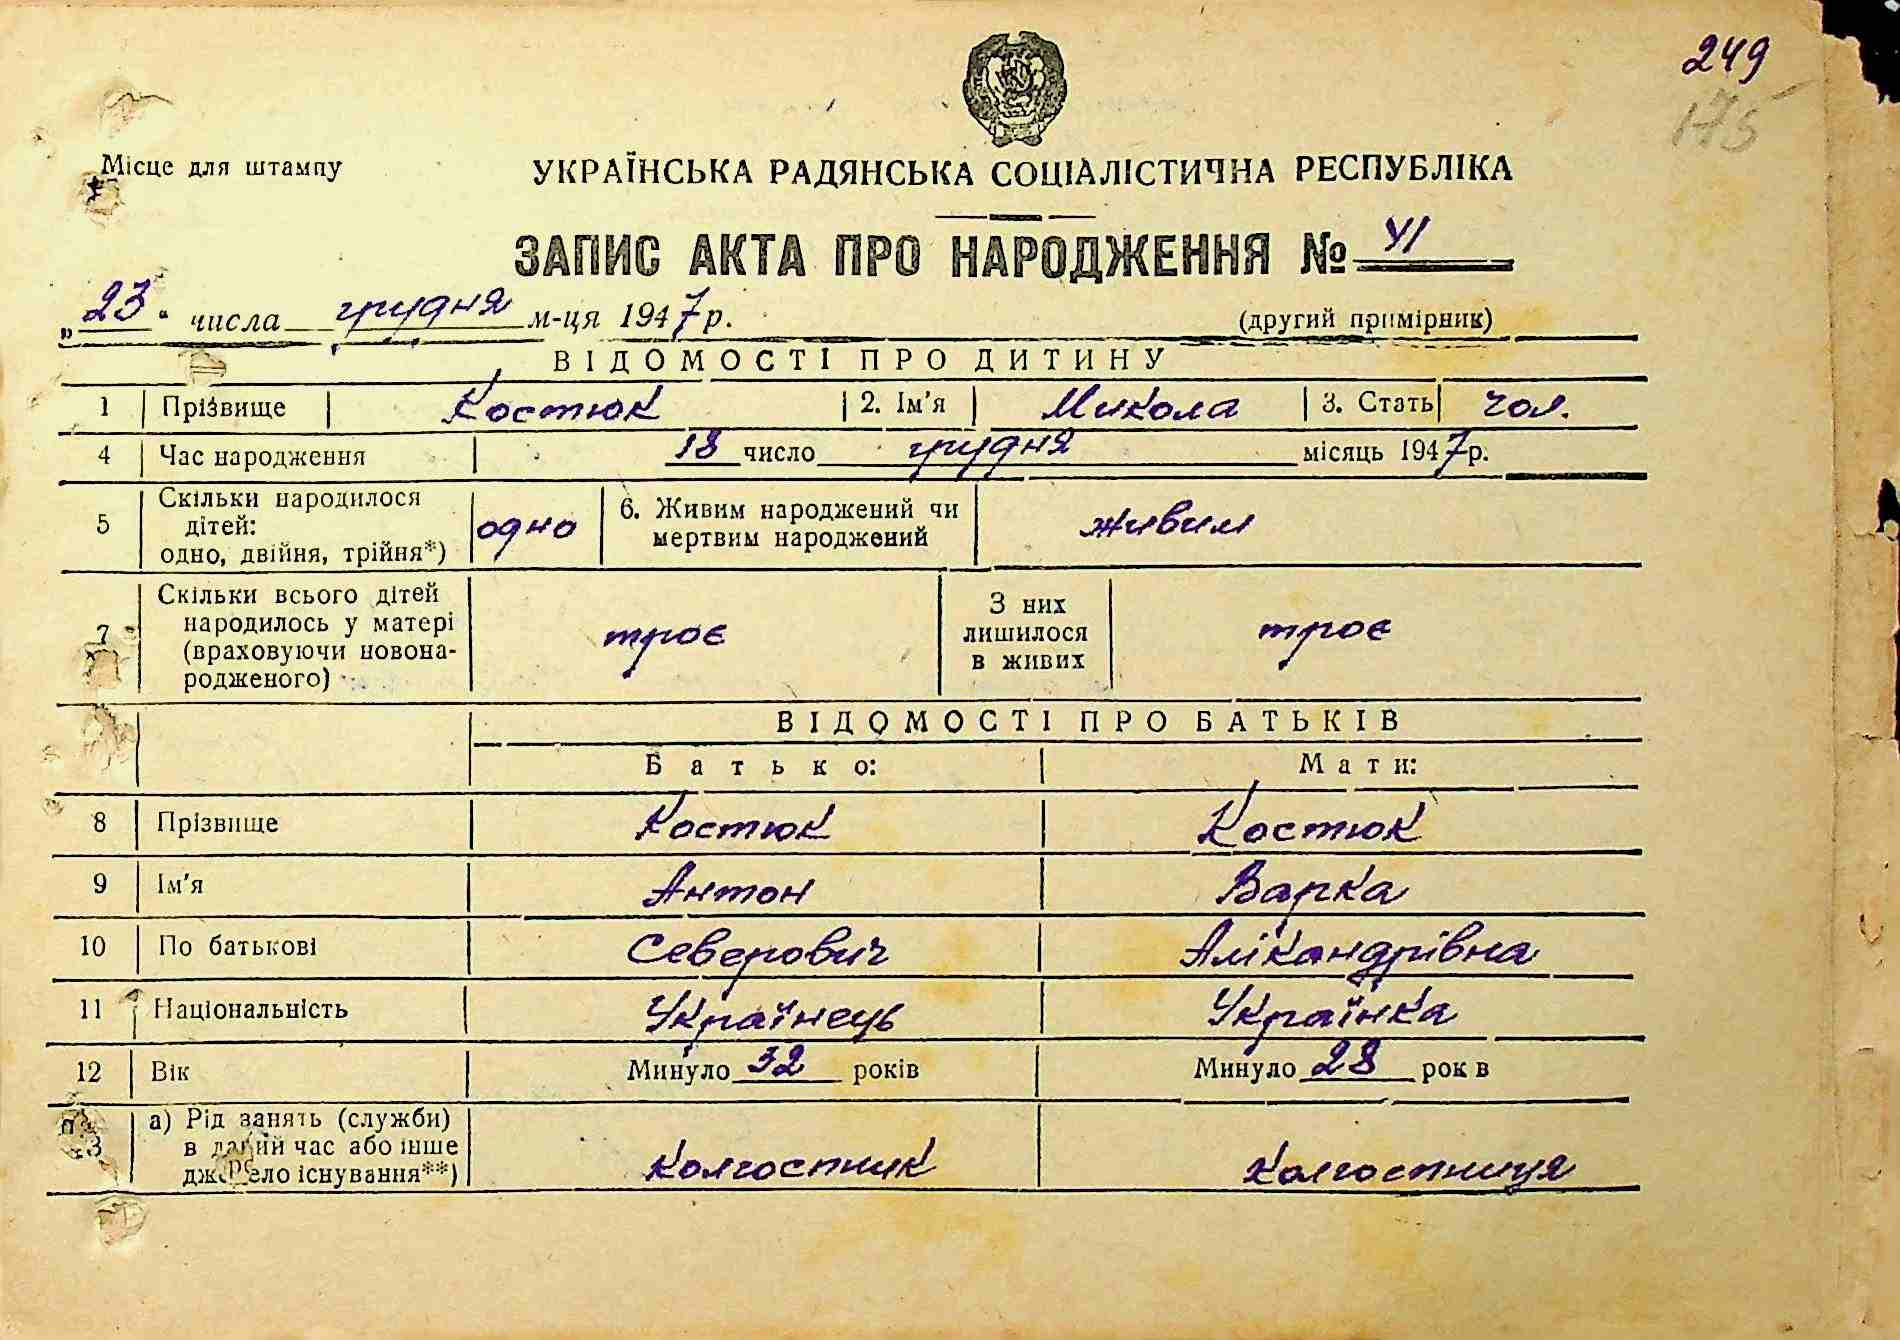 249
175
Місце для штампу
УКРАЇНСЬКА РАДЯНСЬКА СОЦІАЛІСТИЧНА РЕСПУБЛІКА
ЗАПИС АКТА ПРО НАРОДЖЕННЯ № 41
„23“ числа грудня м-ця 1947 р.
(другий примірник)
ВІДОМОСТІ ПРО ДИТИНУ
1 Прізвище Костюк 2. Ім'я Микола 3. Стать чол.
4 Час народження 18 число грудня місяць 1947 р.
5 Скільки народилося дітей: одно, двійня, трійня*) одно 6. Живим народжений чи мертвим народжений живим
7 Скільки всього дітей народилось у матері (враховуючи новонародженого) троє З них лишилося в живих троє
ВІДОМОСТІ ПРО БАТЬКІВ
Батько: Мати:
8 Прізвище Костюк Костюк
9 Ім'я Антон Варка
10 По батькові Северович Алікандрівна
11 Національність Українець Українка
12 Вік Минуло 32 років Минуло 28 рок в
13 а) Рід занять (служби) в даний час або інше джерело існування**) Колгостник Колгостниця